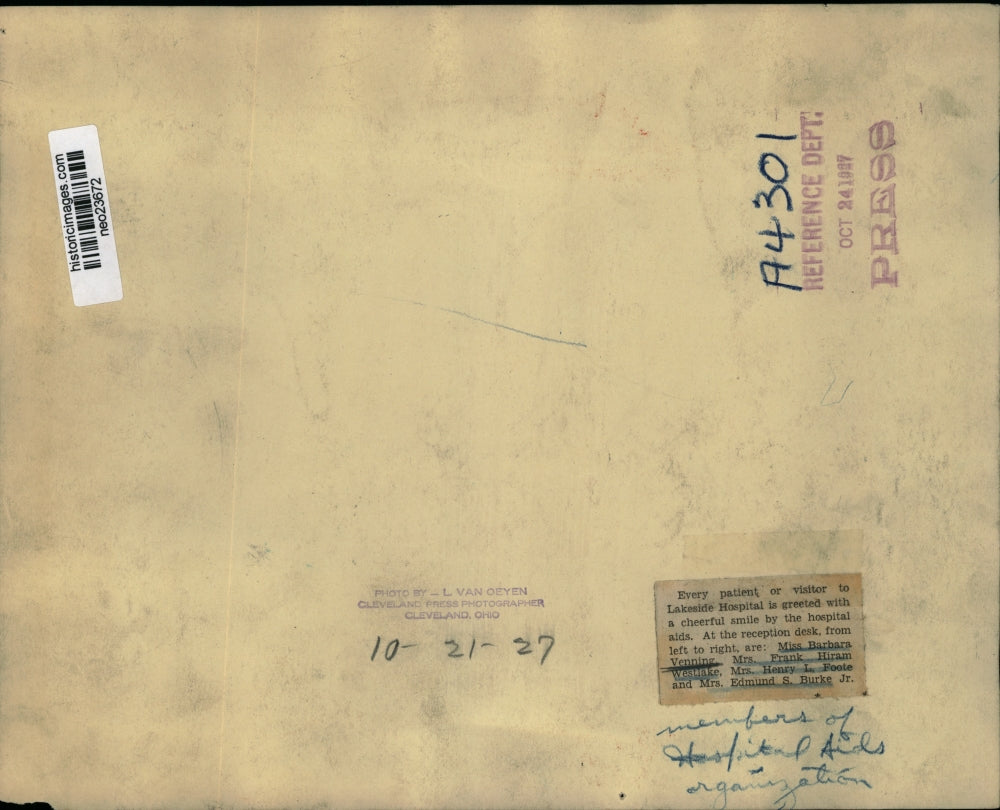 historicimages.com
neo23672
A4301
REFERENCE DEPT.
OCT 24 1927
PRESS
PHOTO BY – L. VAN OEYEN
CLEVELAND PRESS PHOTOGRAPHER
CLEVELAND, OHIO
10-21-27
Every patient or visitor to
Lakeside Hospital is greeted with
a cheerful smile by the hospital
aids. At the reception desk, from
left to right, are: Miss Barbara
Venning, Mrs. Frank Hiram
Westlake, Mrs. Henry L. Foote
and Mrs. Edmund S. Burke Jr.
members of
Hospital Aids
organization